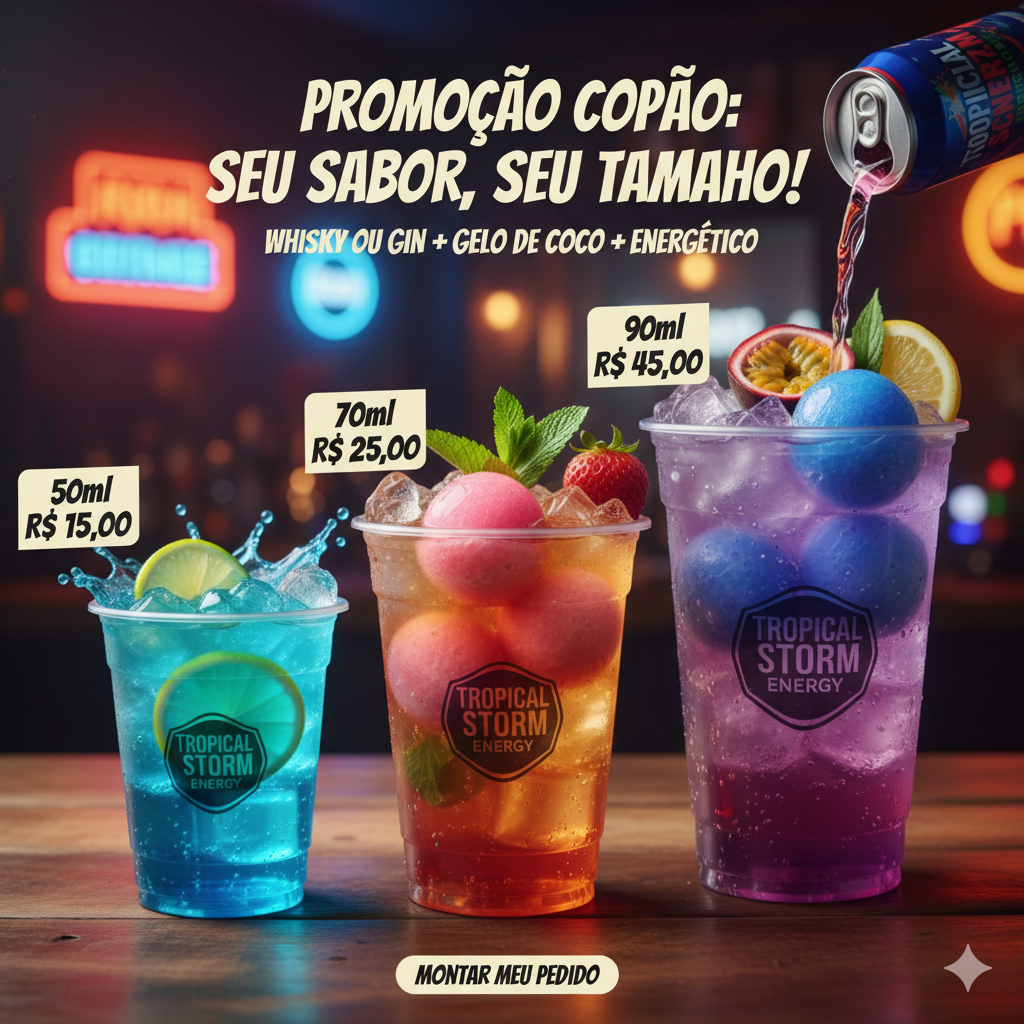 PROMOÇÃO COPÃO:
SEU SABOR, SEU TAMAHO!
WHISKY OU GIN + GELO DE COCO + ENERGÉTICO
90ml
R$ 45,00
70ml
R$ 25,00
50ml
R$ 15,00
TROPICAL
STORM
ENERGY
TROPICAL
STORM
ENERGY
TROPICAL
STORM
ENERGY
MONTAR MEU PEDIDO